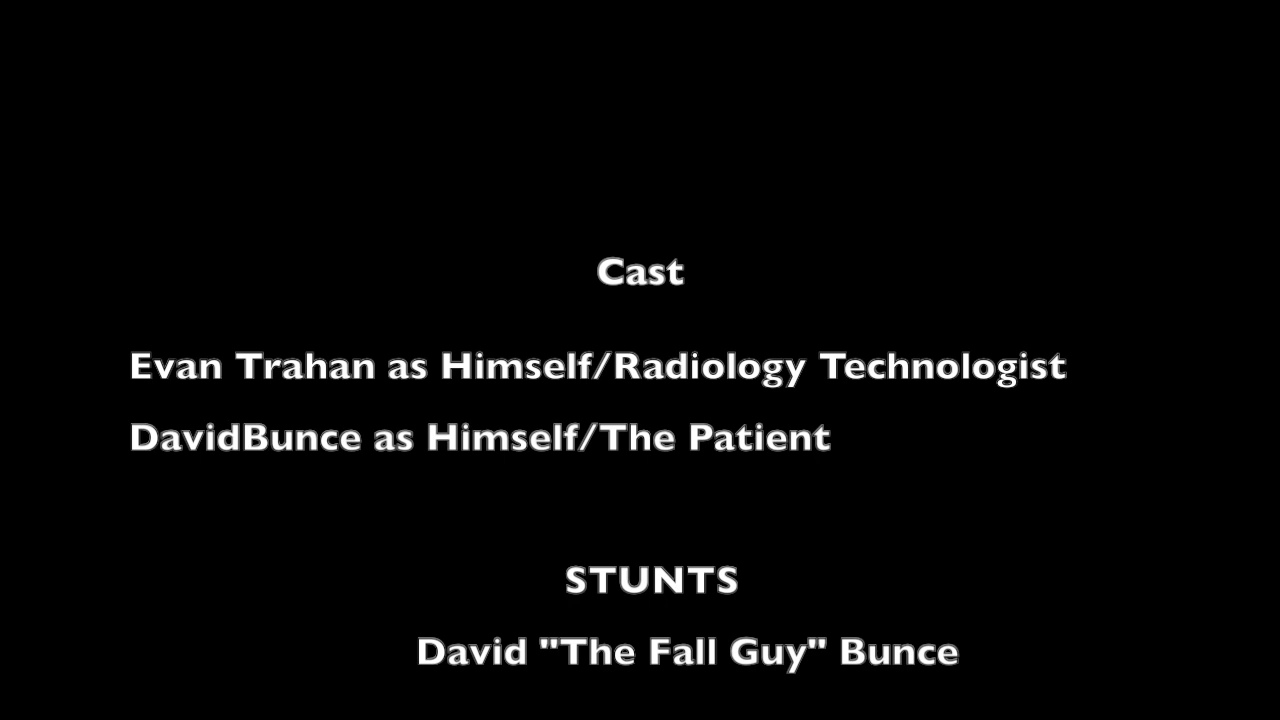 Cast
Evan Trahan as Himself/Radiology Technologist
DavidBunce as Himself/The Patient
STUNTS
David "The Fall Guy" Bunce